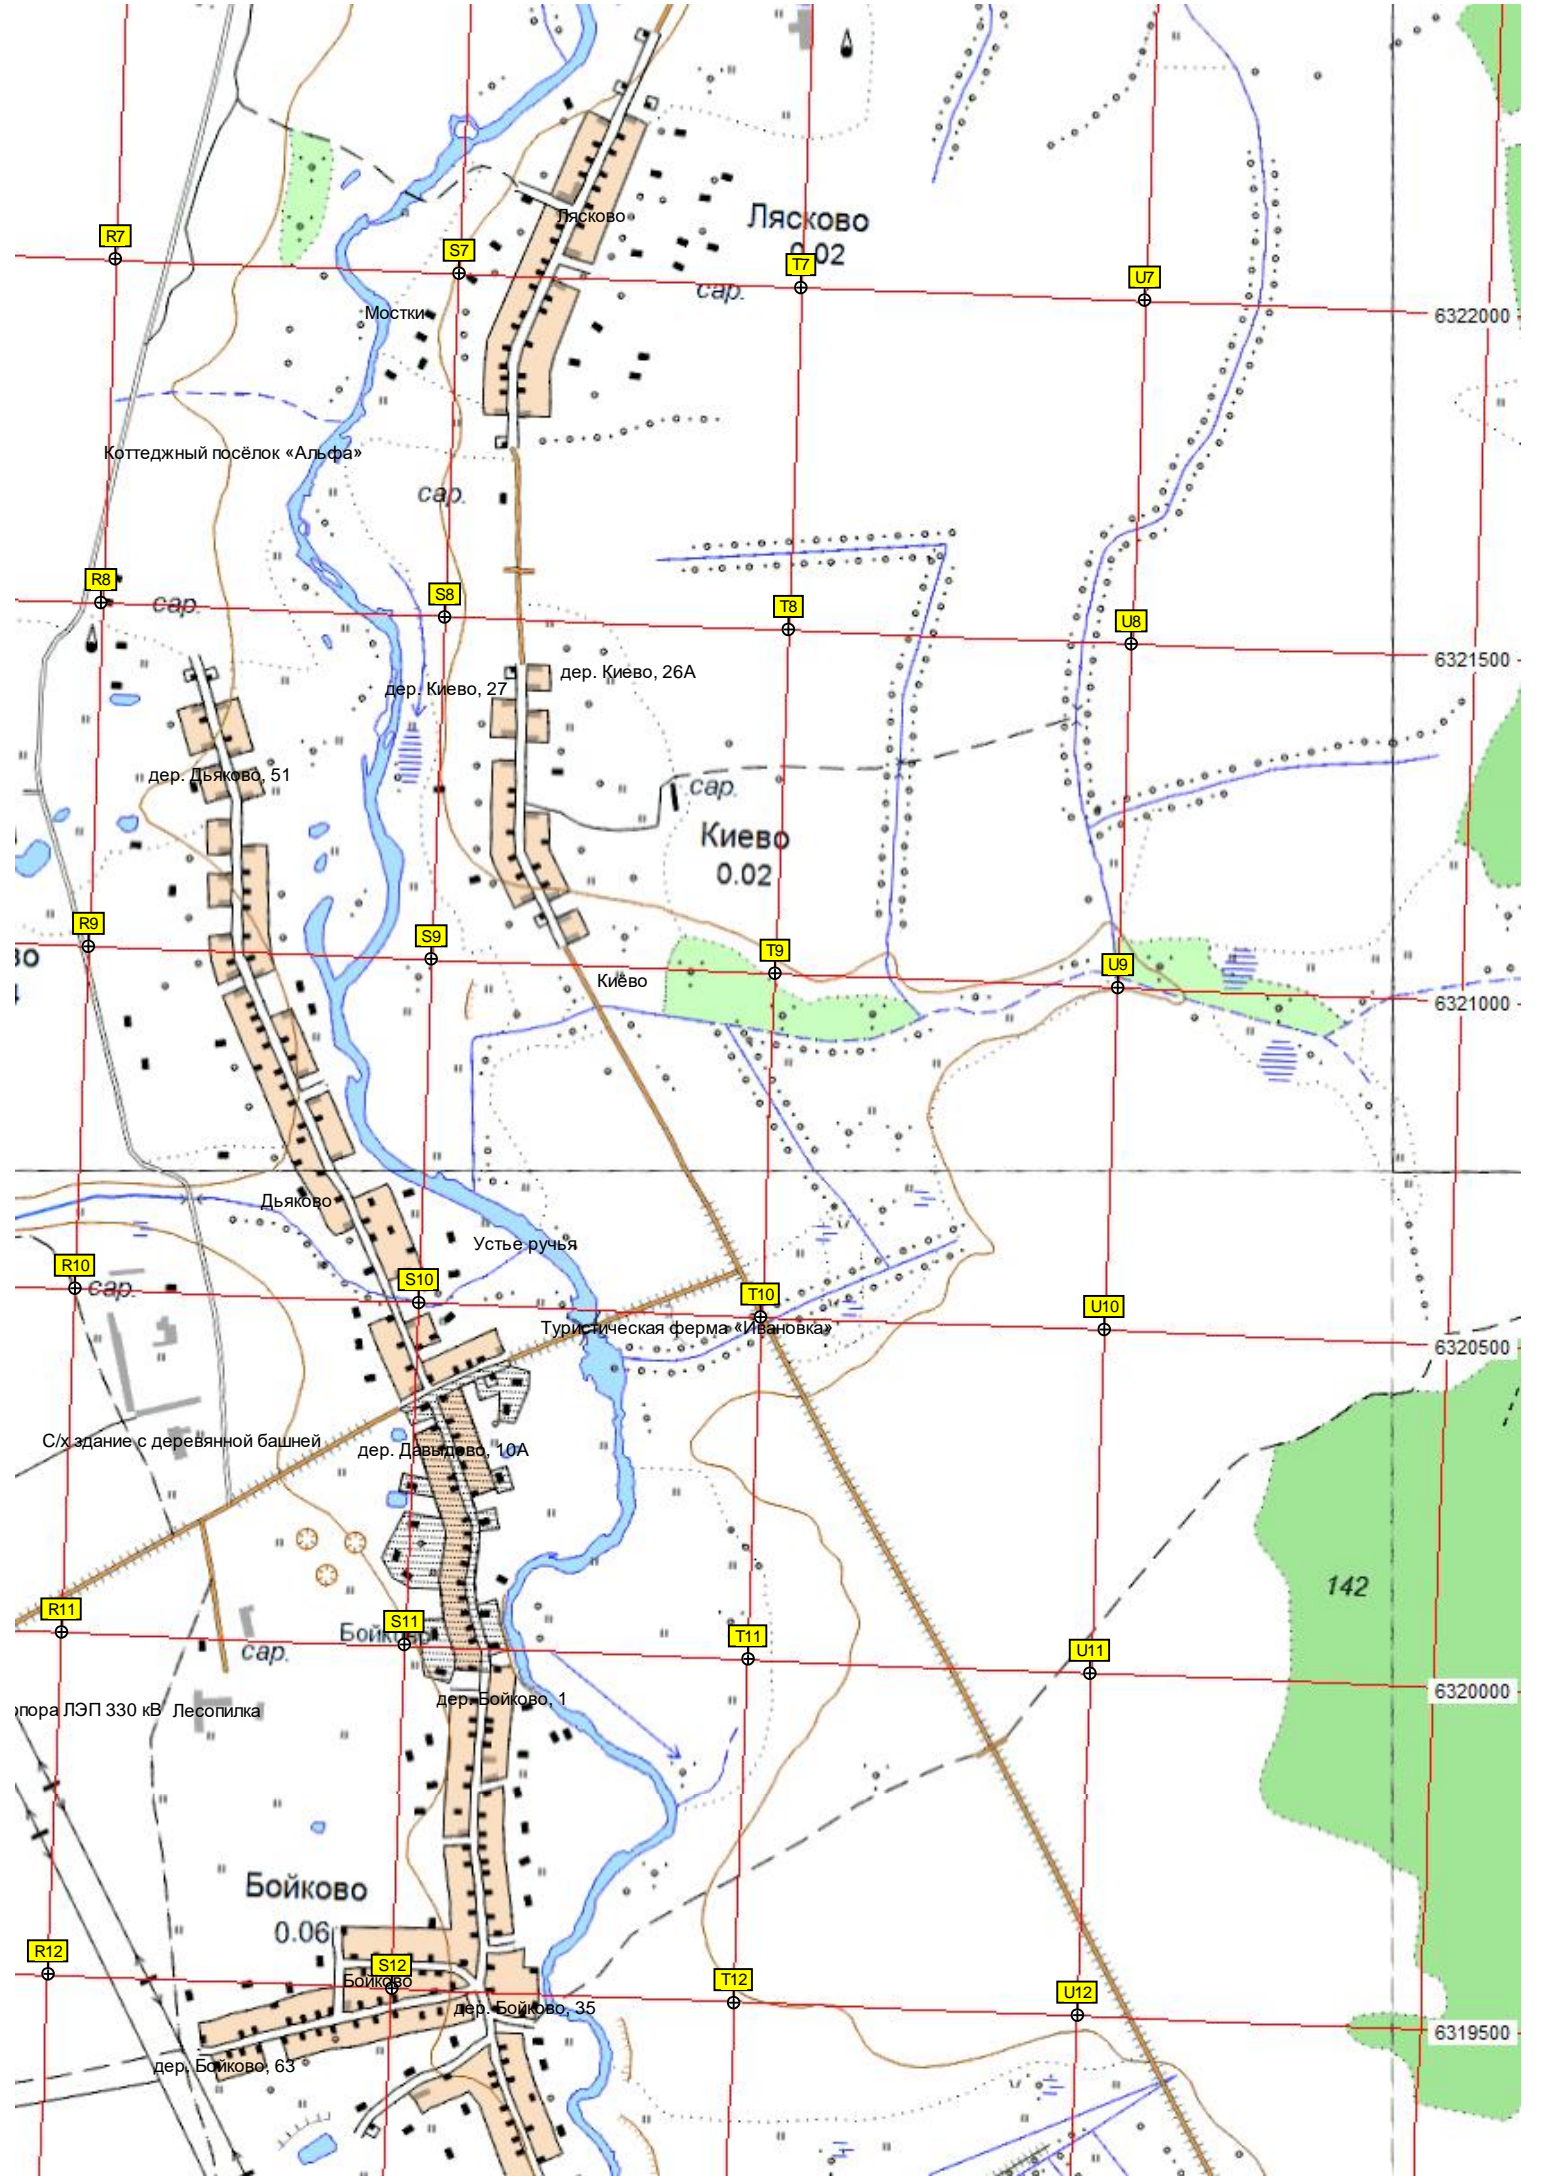 Лясково
Лясково
0.02
R7
S7
T7
U7
сар.
Мостки
6322000
Коттеджный посёлок «Альфа»
сар.
R8
сар.
S8
T8
U8
6321500
дер. Киево, 26А
дер. Киево, 27
дер. Дьяково, 51
сар.
Киево
0.02
R9
S9
T9
U9
Киево
6321000
Дьяково
Устье ручья
R10
сар.
S10
T10
U10
Туристическая ферма «Ивановка»
6320500
С/х здание с деревянной башней
дер. Давыдово, 10А
142
R11
S11
T11
U11
Бойково
сар.
6320000
дер. Бойково, 1
опора ЛЭП 330 кВ
Лесопилка
Бойково
0.06
R12
S12
T12
U12
Бойково
дер. Бойково, 35
6319500
дер. Бойково, 63